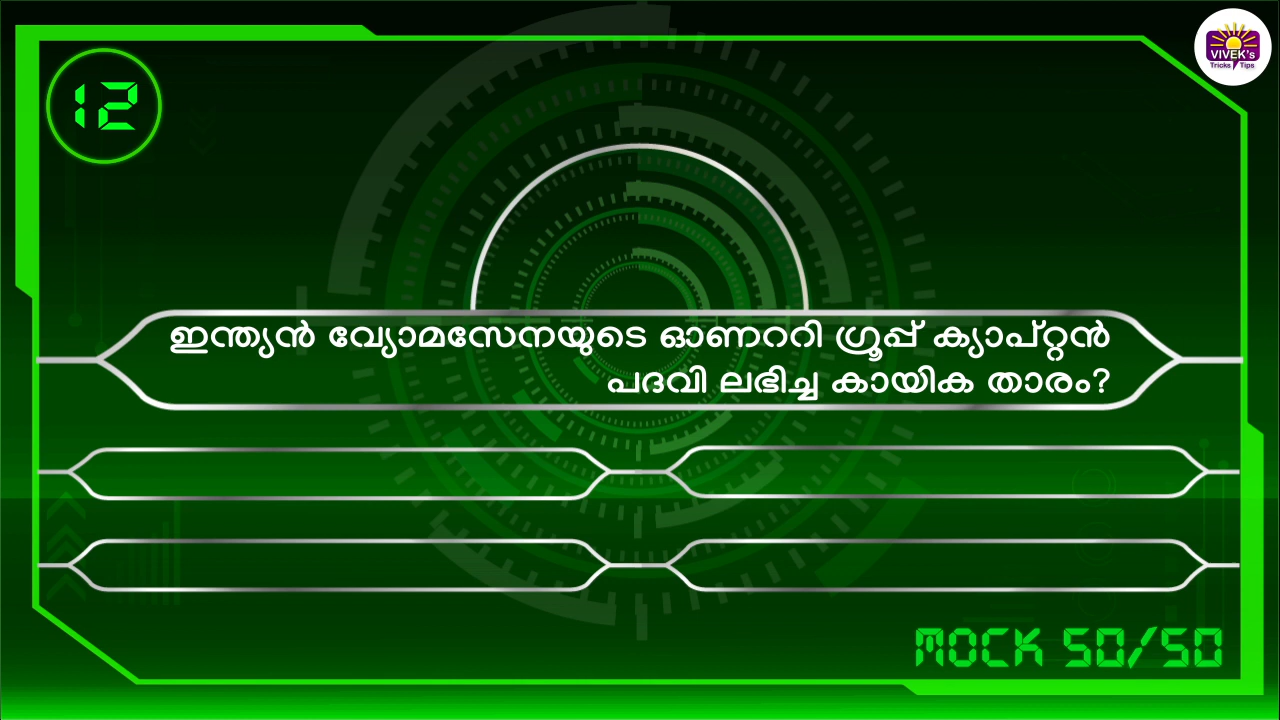 VIVEK's
Tricks Tips
12
ഇന്ത്യൻ വ്യോമസേനയുടെ ഓണററി ഗ്രൂപ്പ് ക്യാപ്റ്റൻ
പദവി ലഭിച്ച കായിക താരം?
MOCK 50/50